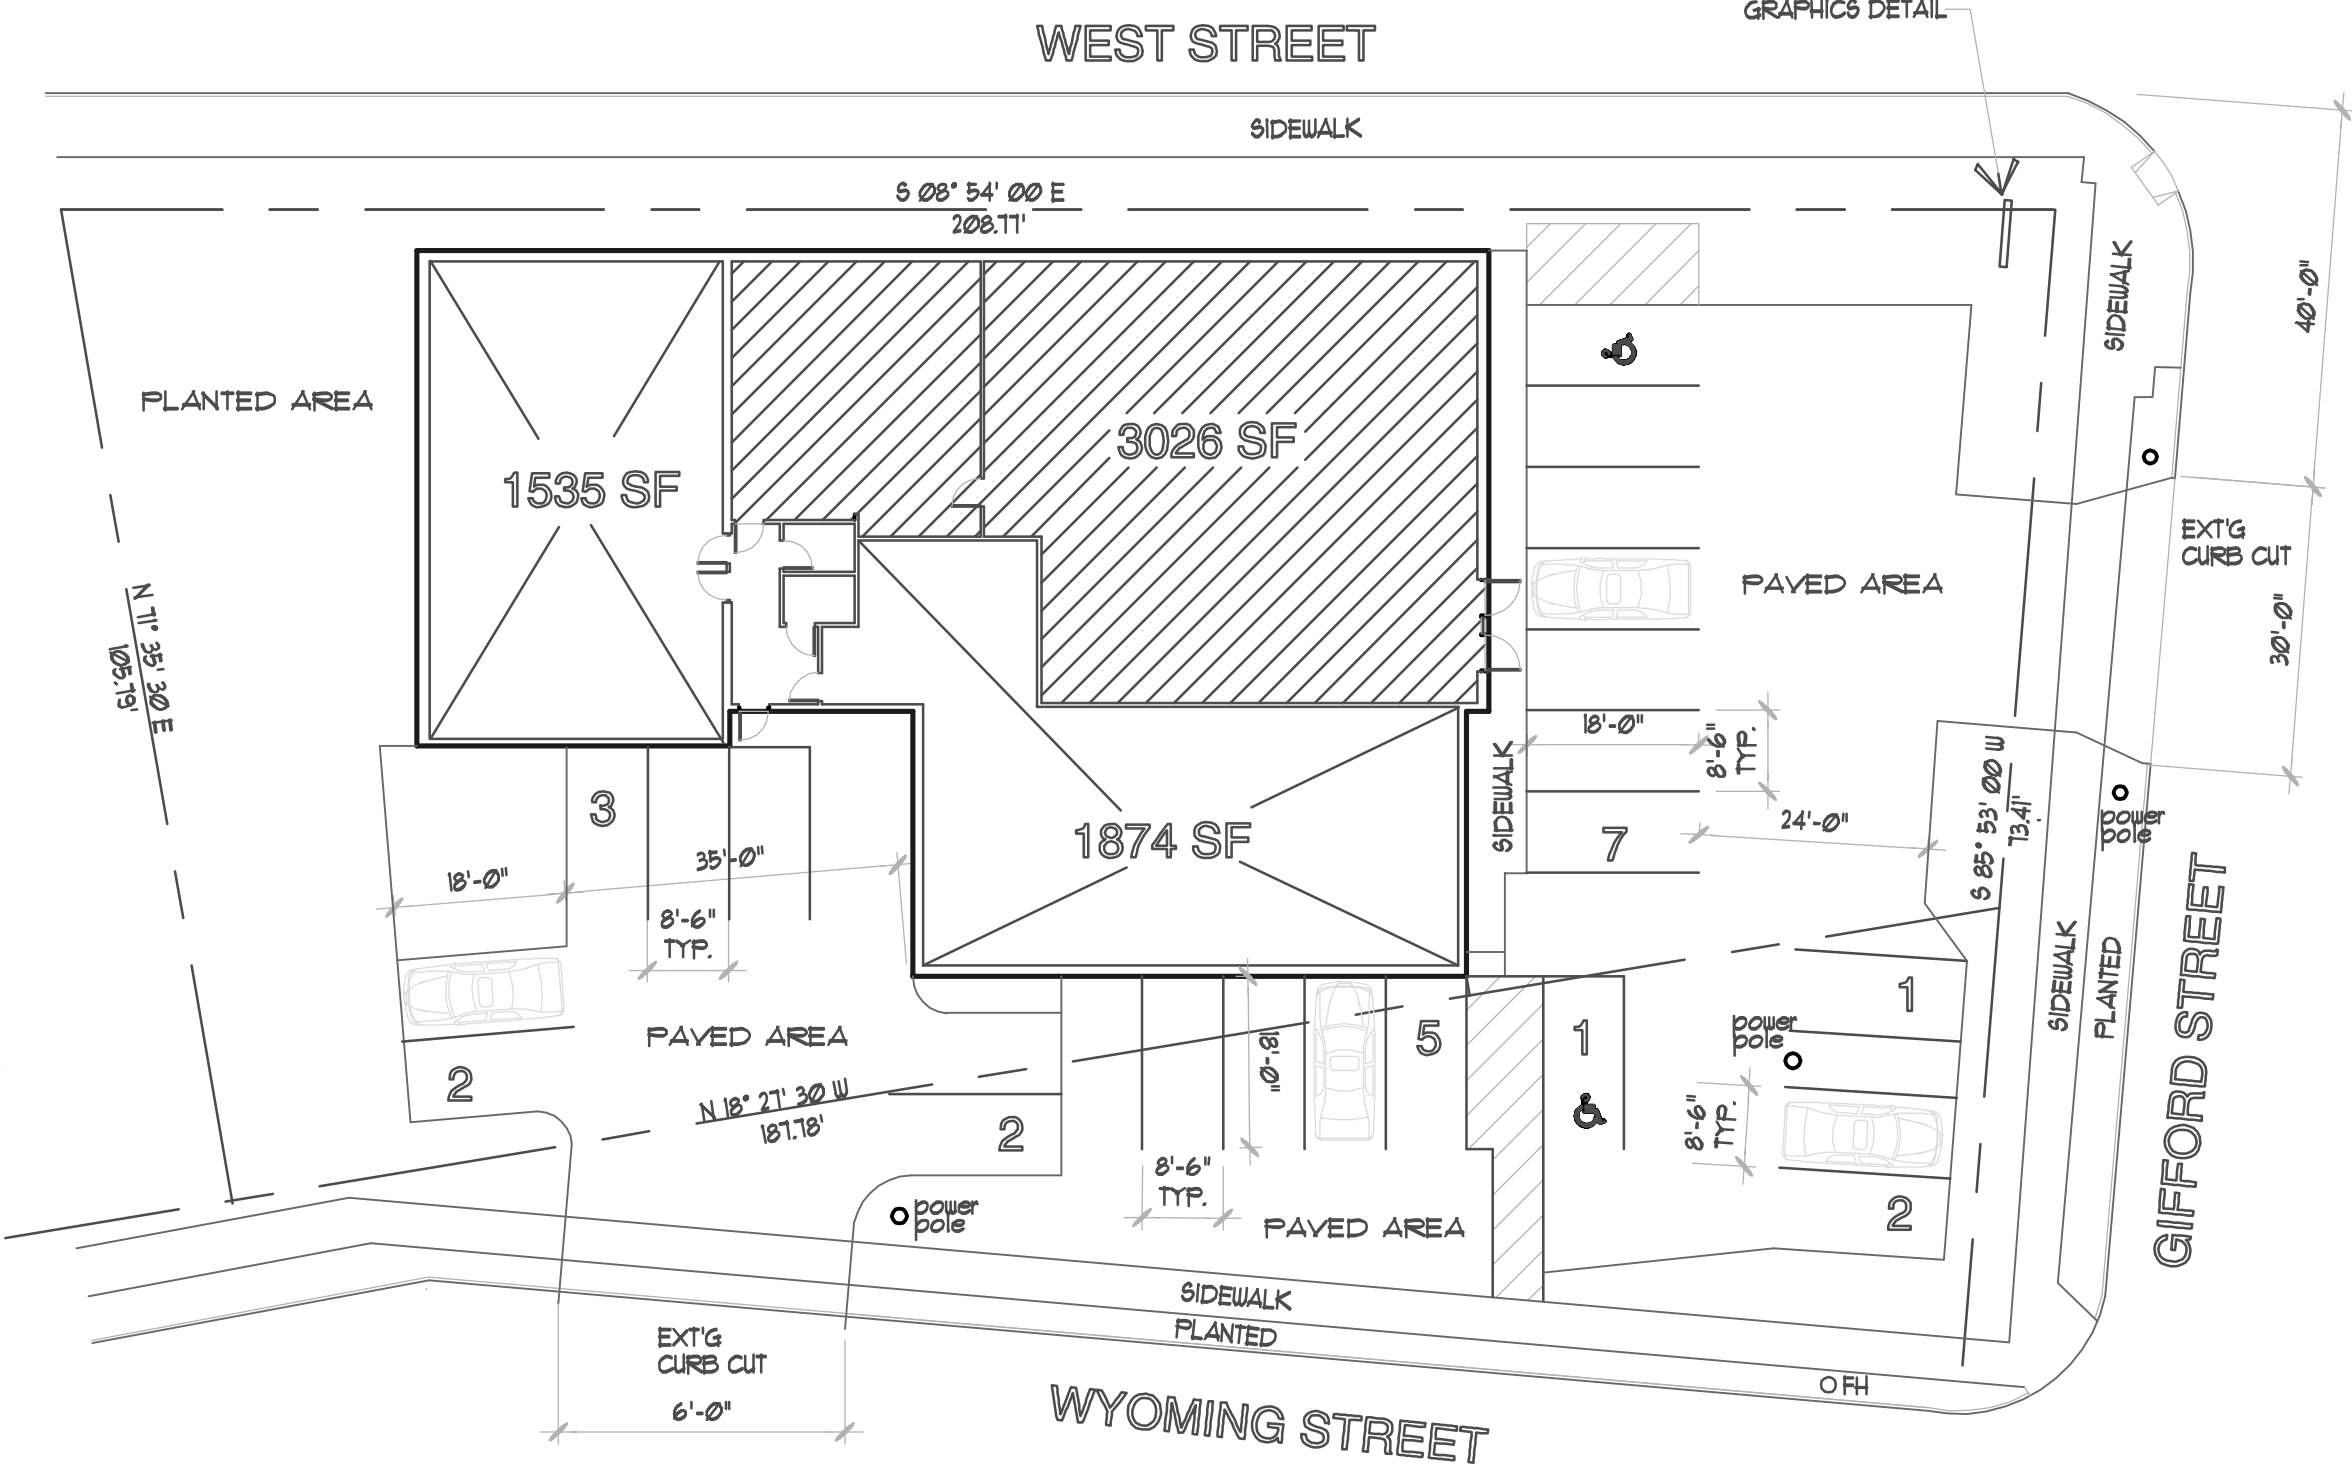 GRAPHICS DETAIL
WEST STREET
SIDEWALK
S 08° 54' 00 E
208.77'
SIDEWALK
40'-0"
PLANTED AREA
3026 SF
1535 SF
EXT'G
CURB CUT
PAVED AREA
N 71° 35' 30 E
105.79'
30'-0"
18'-0"
8'-6"
TYP.
SIDEWALK
S 85° 53' 00 W
73.41'
3
1874 SF
7
24'-0"
power
pole
18'-0"
35'-0"
8'-6"
TYP.
SIDEWALK
PLANTED
GIFFORD STREET
1
PAVED AREA
5
1
power
pole
18'-0"
2
N 18° 27' 30 W
187.78'
2
8'-6"
TYP.
8'-6"
TYP.
2
power
pole
PAVED AREA
SIDEWALK
PLANTED
EXT'G
CURB CUT
6'-0"
FH
WYOMING STREET